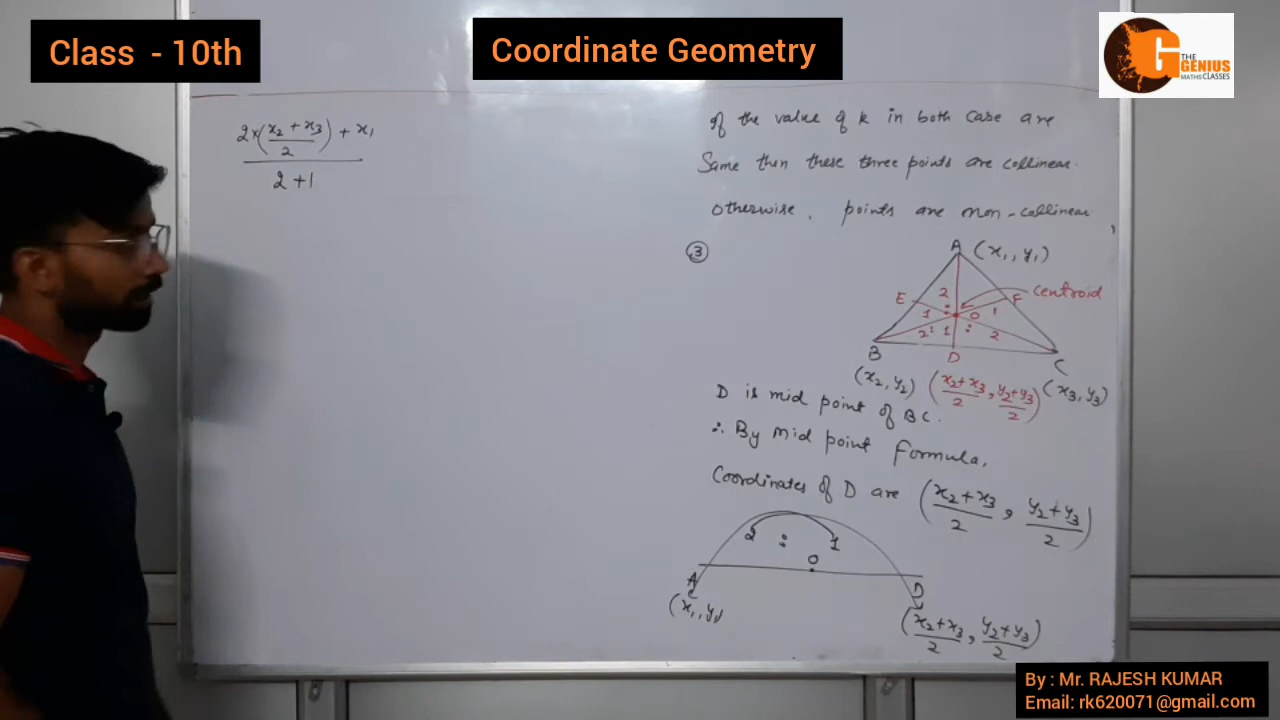 Class - 10th
Coordinate Geometry
G THE GENIUS MATHS CLASSES
2×(x₂ + x₃ / 2) + x₁
2 + 1
If the value of k in both case are
Same then these three points are collinear.
otherwise, points are non-collinear
③
A (x₁, y₁)
E 2 : 1 F centroid
1 : 2 O
2 : 1
B D C
(x₂, y₂) (x₂+x₃ / 2, y₂+y₃ / 2) (x₃, y₃)
D is mid point of BC.
∴ By Mid point Formula,
Coordinates of D are (x₂+x₃ / 2, y₂+y₃ / 2)
2 : 1
A O D
(x₁, y₁)
(x₂+x₃ / 2, y₂+y₃ / 2)
By : Mr. RAJESH KUMAR
Email: rk620071@gmail.com